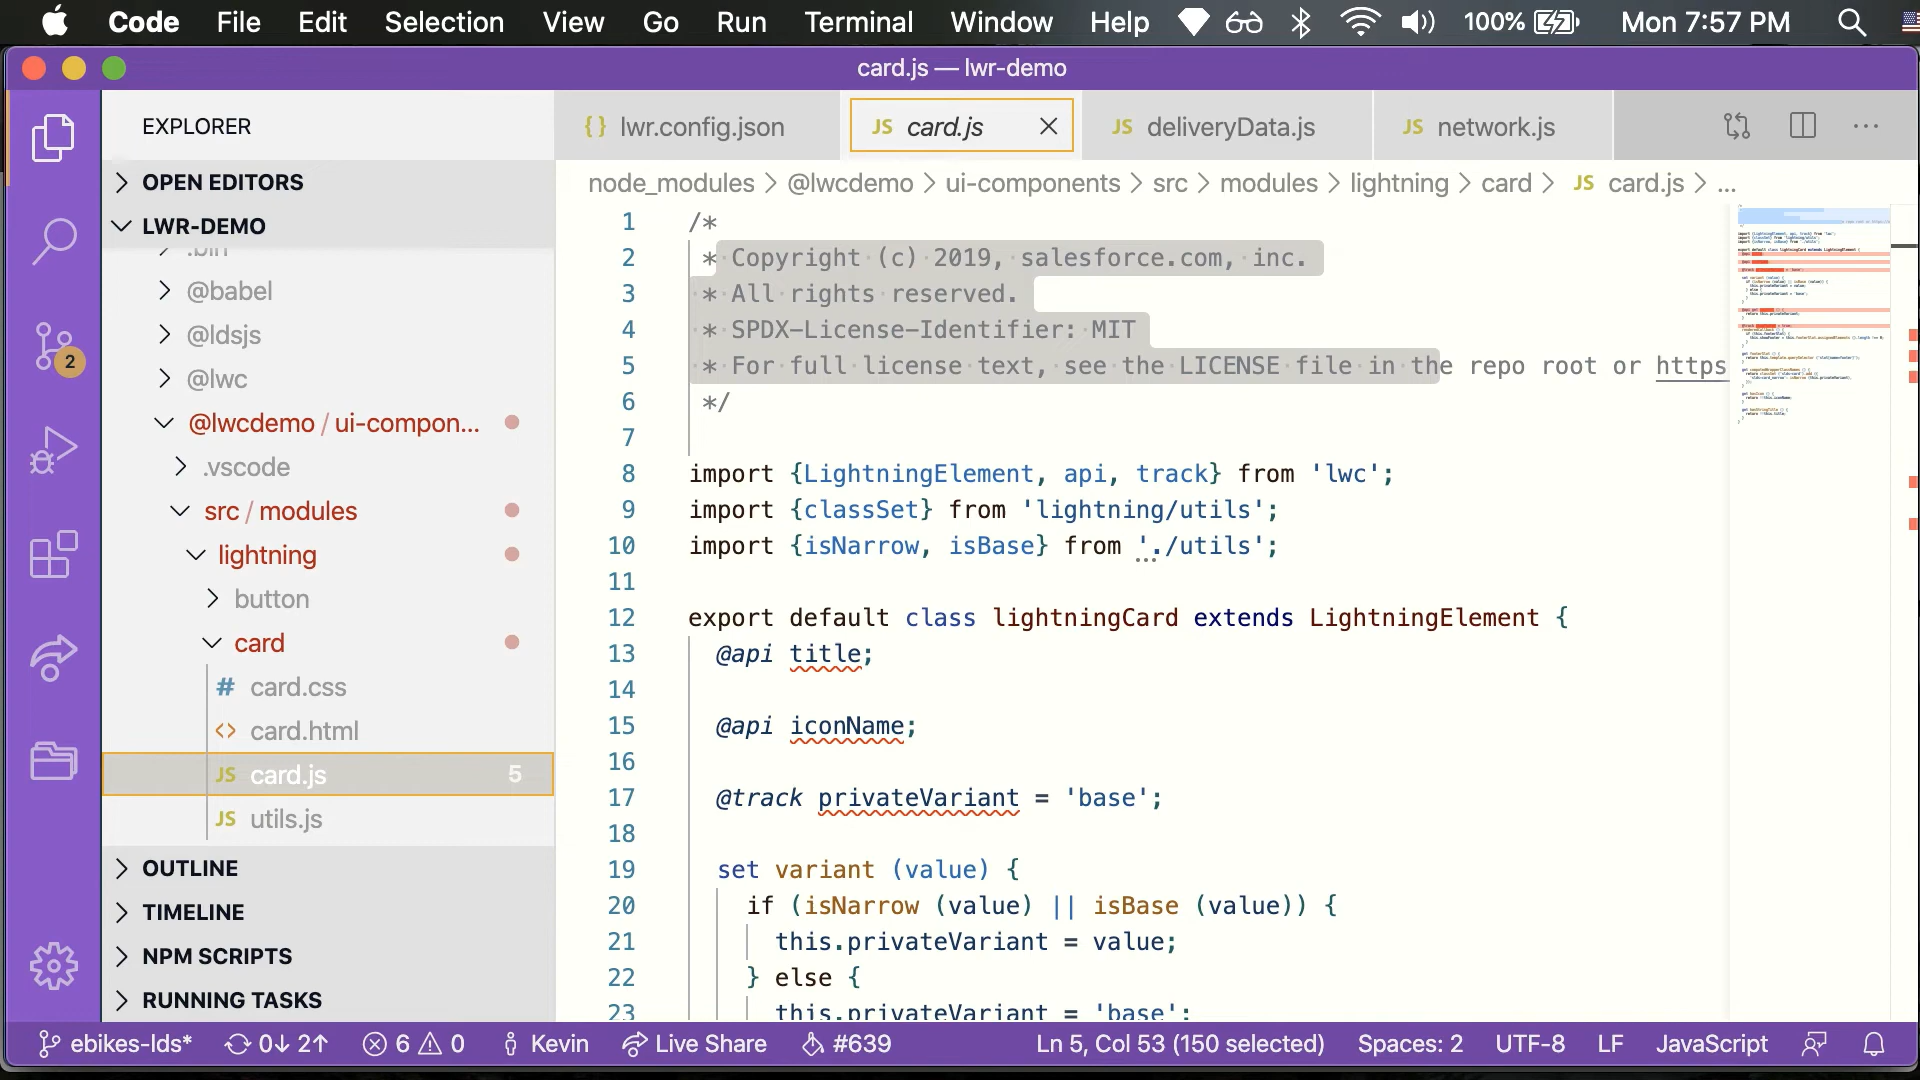 Code File Edit Selection View Go Run Terminal Window Help 100% Mon 7:57 PM
card.js — lwr-demo
EXPLORER
OPEN EDITORS
LWR-DEMO
.bin
@babel
@ldsjs
@lwc
@lwcdemo / ui-compon...
.vscode
src / modules
lightning
button
card
# card.css
<> card.html
JS card.js 5
JS utils.js
OUTLINE
TIMELINE
NPM SCRIPTS
RUNNING TASKS
{} lwr.config.json JS card.js JS deliveryData.js JS network.js ...
node_modules > @lwcdemo > ui-components > src > modules > lightning > card > JS card.js > ...
1 /*
2 * Copyright (c) 2019, salesforce.com, inc.
3 * All rights reserved.
4 * SPDX-License-Identifier: MIT
5 * For full license text, see the LICENSE file in the repo root or https
6 */
7
8 import {LightningElement, api, track} from 'lwc';
9 import {classSet} from 'lightning/utils';
10 import {isNarrow, isBase} from './utils';
11
12 export default class lightningCard extends LightningElement {
13 @api title;
14
15 @api iconName;
16
17 @track privateVariant = 'base';
18
19 set variant (value) {
20 if (isNarrow (value) || isBase (value)) {
21 this.privateVariant = value;
22 } else {
23 this.privateVariant = 'base';
2
ebikes-lds* 0↓ 2↑ 6 0 Kevin Live Share #639 Ln 5, Col 53 (150 selected) Spaces: 2 UTF-8 LF JavaScript